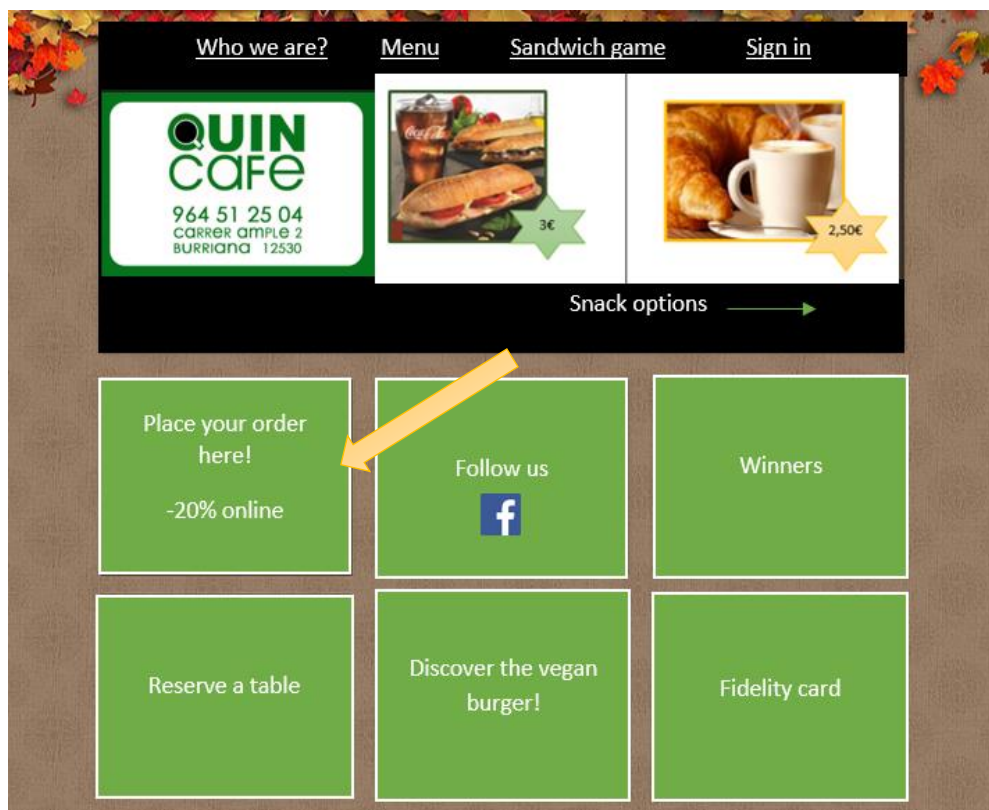 Who we are? Menu Sandwich game Sign in
QUIN
CAFE
964 51 25 04
CARRER AMPLE 2
BURRIANA 12530
Coca-Cola
3€
2,50€
Snack options
Place your order
here!
-20% online
Follow us
f
Winners
Reserve a table
Discover the vegan
burger!
Fidelity card